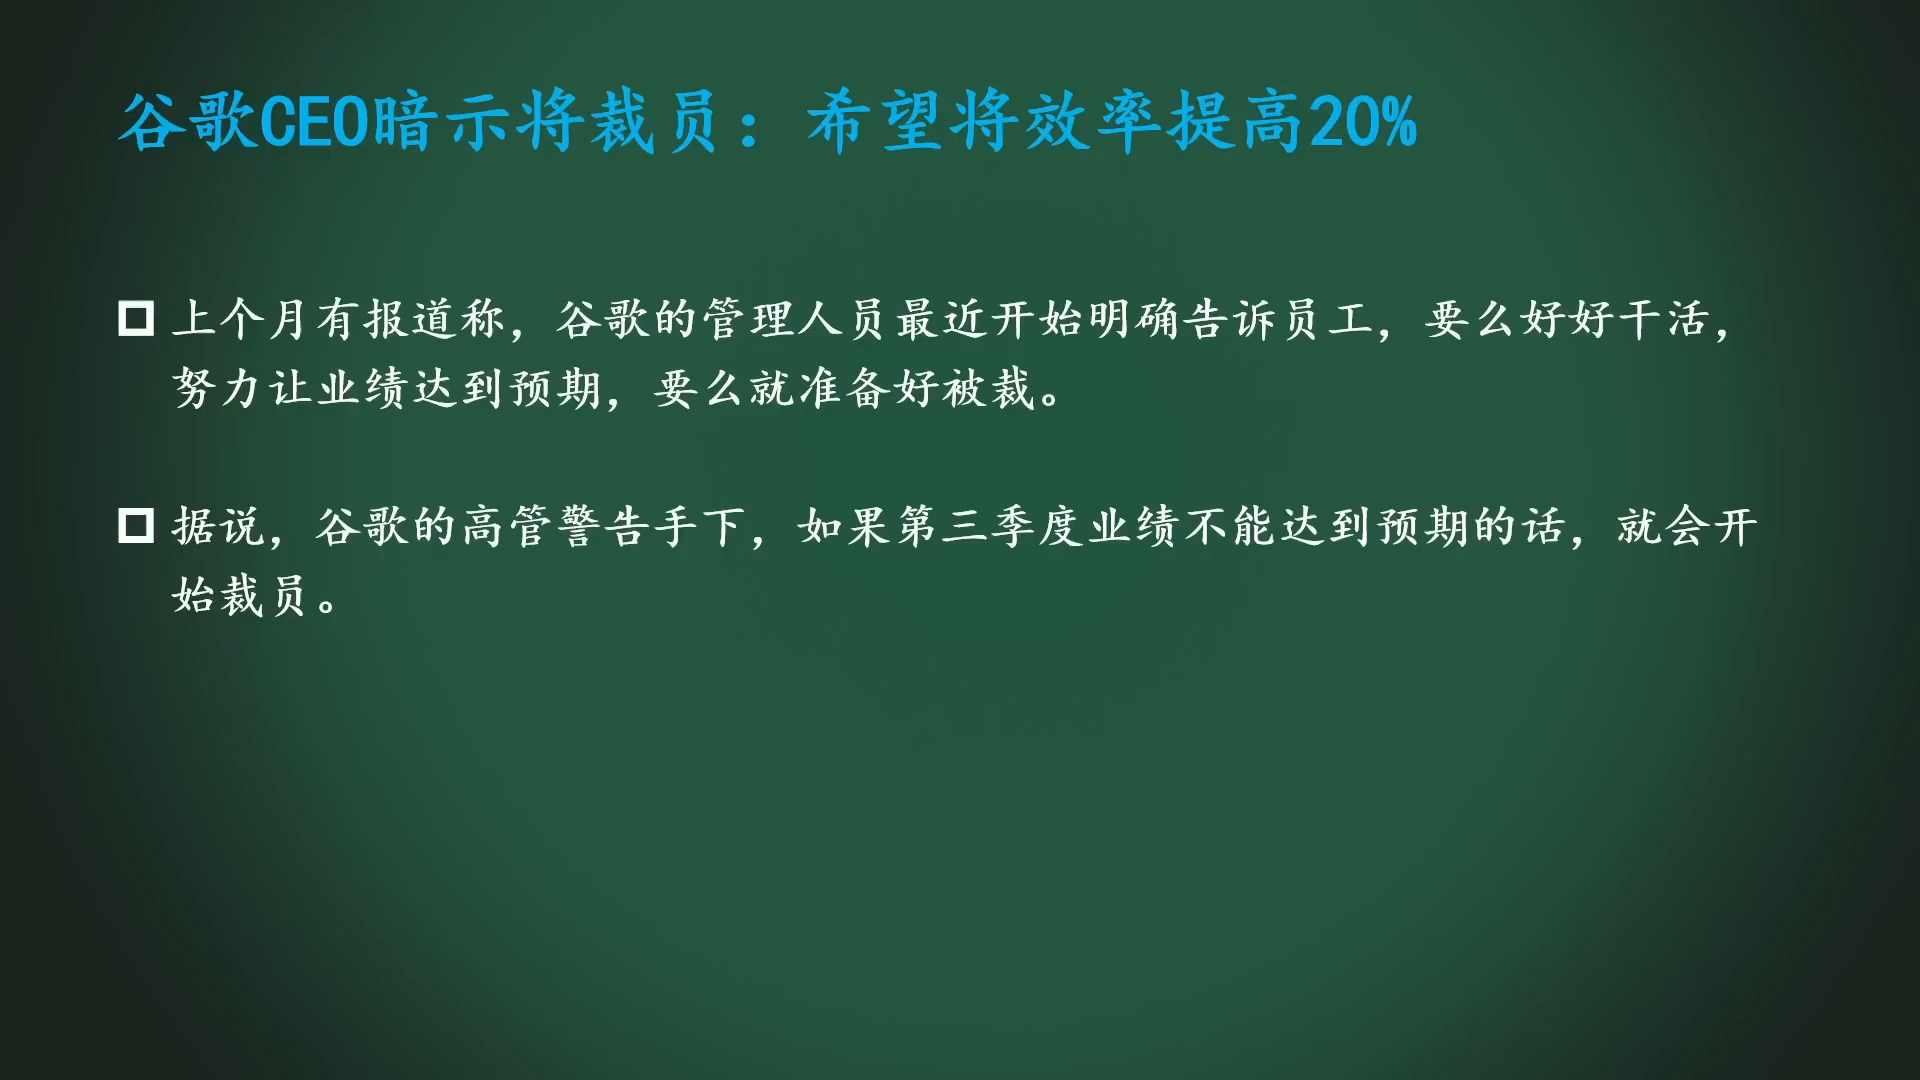 谷歌CEO暗示将裁员：希望将效率提高20%
上个月有报道称，谷歌的管理人员最近开始明确告诉员工，要么好好干活，
努力让业绩达到预期，要么就准备好被裁。
据说，谷歌的高管警告手下，如果第三季度业绩不能达到预期的话，就会开
始裁员。